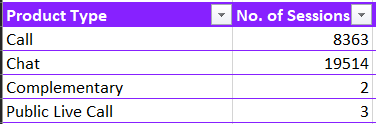 Product Type No. of Sessions
Call 8363
Chat 19514
Complementary 2
Public Live Call 3